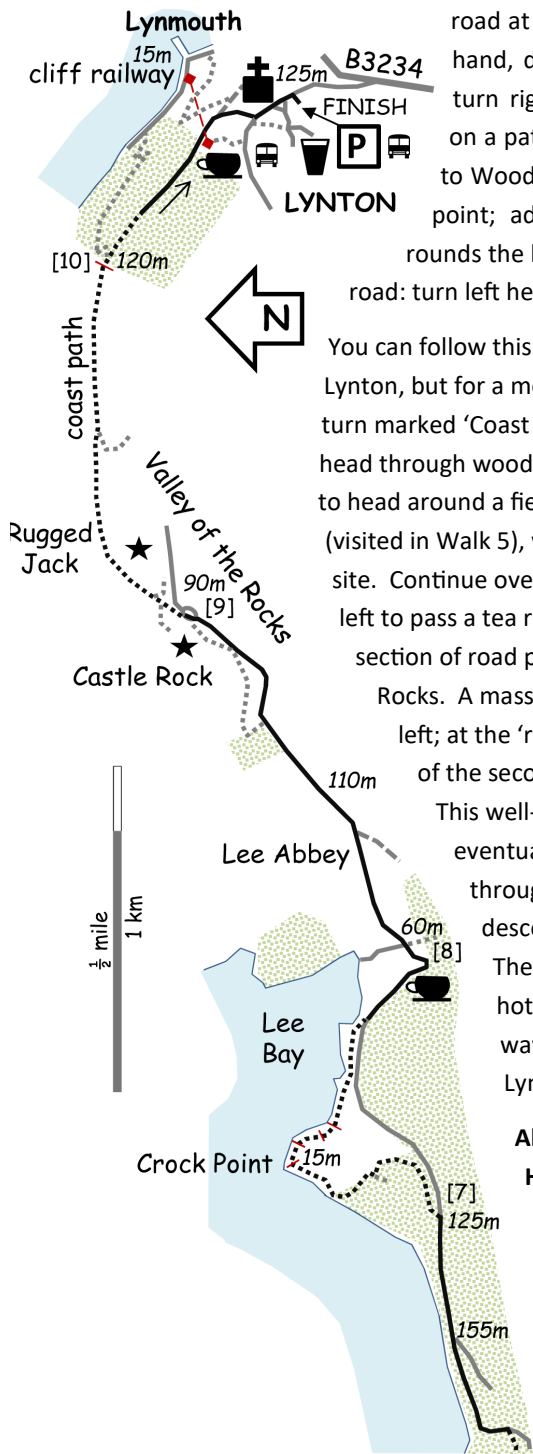 Lynmouth
15m
cliff railway
125m
B3234
FINISH
P
LYNTON
[10]
120m
N
coast path
Valley of the Rocks
Rugged
Jack
90m
[9]
Castle Rock
110m
½ mile
1 km
Lee Abbey
60m
[8]
Lee
Bay
Crock Point
15m
[7]
125m
155m
road at
hand, d
turn rig
on a pat
to Wood
point; ad
rounds the
road: turn left he
You can follow this
Lynton, but for a mo
turn marked ‘Coast
head through wood
to head around a fie
(visited in Walk 5), v
site. Continue over
left to pass a tea r
section of road p
Rocks. A mass
left; at the ‘r
of the seco
This well-
eventua
throug
desc
The
hot
wa
Lyn